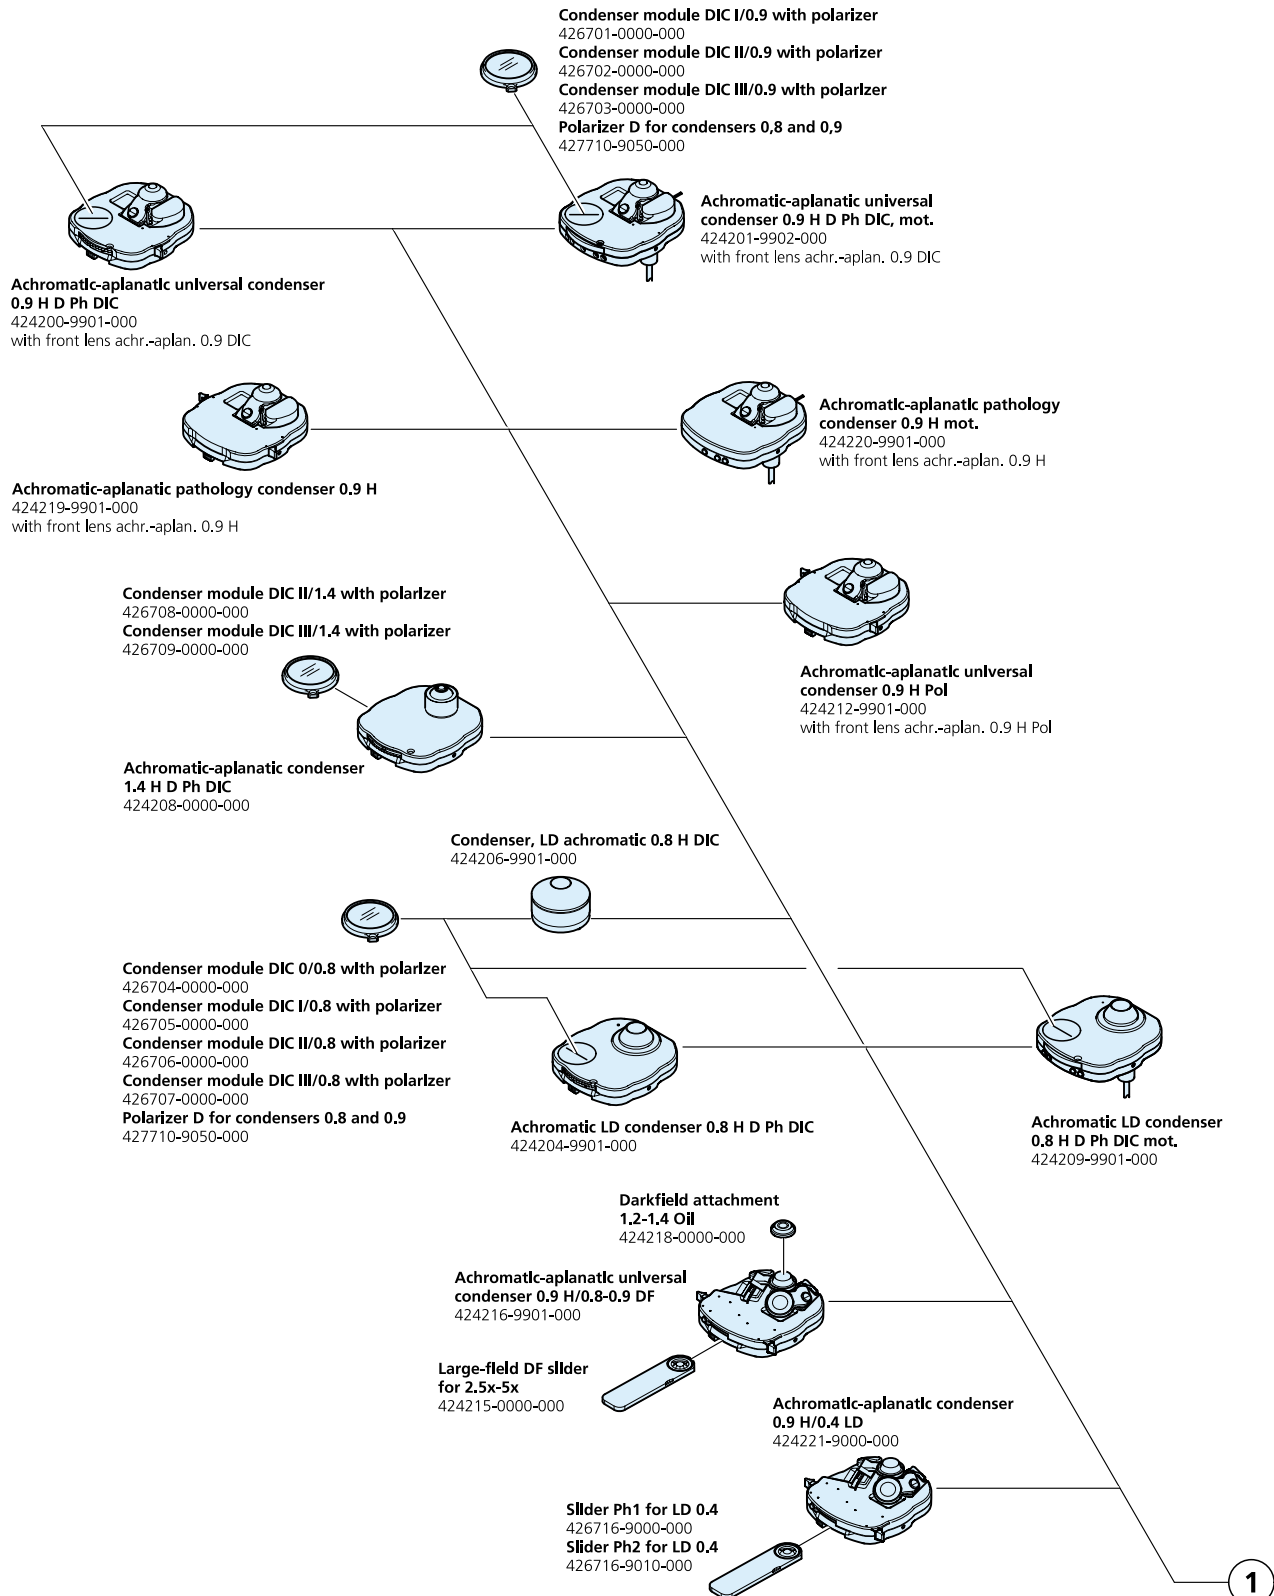 Condenser module DIC I/0.9 with polarizer
426701-0000-000
Condenser module DIC II/0.9 with polarizer
426702-0000-000
Condenser module DIC III/0.9 with polarizer
426703-0000-000
Polarizer D for condensers 0,8 and 0,9
427710-9050-000
Achromatic-aplanatic universal
condenser 0.9 H D Ph DIC, mot.
424201-9902-000
with front lens achr.-aplan. 0.9 DIC
Achromatic-aplanatic universal condenser
0.9 H D Ph DIC
424200-9901-000
with front lens achr.-aplan. 0.9 DIC
Achromatic-aplanatic pathology
condenser 0.9 H mot.
424220-9901-000
with front lens achr.-aplan. 0.9 H
Achromatic-aplanatic pathology condenser 0.9 H
424219-9901-000
with front lens achr.-aplan. 0.9 H
Condenser module DIC II/1.4 with polarizer
426708-0000-000
Condenser module DIC III/1.4 with polarizer
426709-0000-000
Achromatic-aplanatic universal
condenser 0.9 H Pol
424212-9901-000
with front lens achr.-aplan. 0.9 H Pol
Achromatic-aplanatic condenser
1.4 H D Ph DIC
424208-0000-000
Condenser, LD achromatic 0.8 H DIC
424206-9901-000
Condenser module DIC 0/0.8 with polarizer
426704-0000-000
Condenser module DIC I/0.8 with polarizer
426705-0000-000
Condenser module DIC II/0.8 with polarizer
426706-0000-000
Condenser module DIC III/0.8 with polarizer
426707-0000-000
Polarizer D for condensers 0.8 and 0.9
427710-9050-000
Achromatic LD condenser 0.8 H D Ph DIC
424204-9901-000
Achromatic LD condenser
0.8 H D Ph DIC mot.
424209-9901-000
Darkfield attachment
1.2-1.4 Oil
424218-0000-000
Achromatic-aplanatic universal
condenser 0.9 H/0.8-0.9 DF
424216-9901-000
Large-field DF slider
for 2.5x-5x
424215-0000-000
Achromatic-aplanatic condenser
0.9 H/0.4 LD
424221-9000-000
Slider Ph1 for LD 0.4
426716-9000-000
Slider Ph2 for LD 0.4
426716-9010-000
1